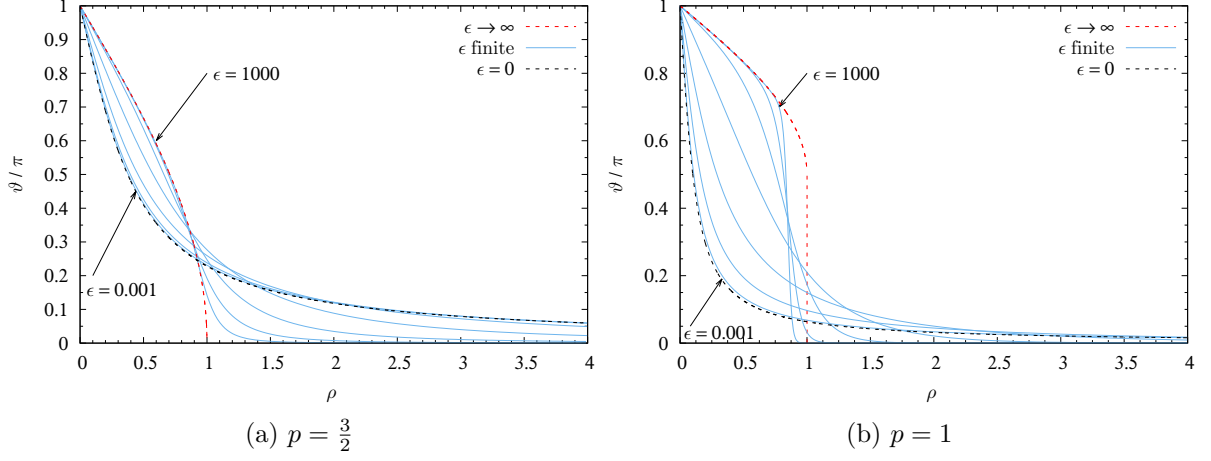 1
0.9
0.8
0.7
0.6
0.5
0.4
0.3
0.2
0.1
0
ϑ / π
0 0.5 1 1.5 2 2.5 3 3.5 4
ρ
ϵ → ∞
ϵ finite
ϵ = 0
ϵ = 1000
ϵ = 0.001
(a) p = 3/2
1
0.8
0.6
0.4
0.2
0
ϑ / π
0 0.5 1 1.5 2 2.5 3 3.5 4
ρ
ϵ → ∞
ϵ finite
ϵ = 0
ϵ = 1000
ϵ = 0.001
(b) p = 1